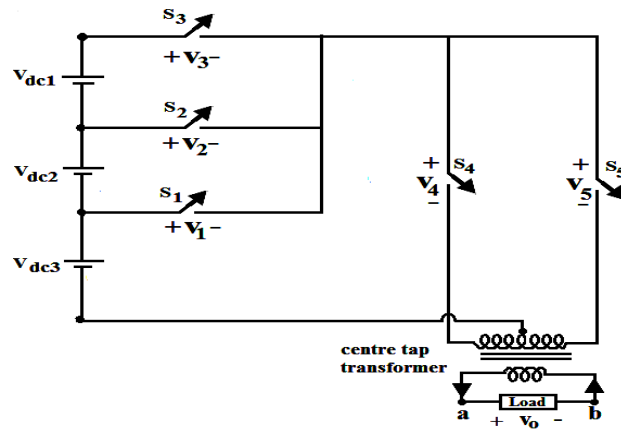 S3
+ V3 -
Vdc1
S2
+ V2 -
Vdc2
S1
+ V1 -
Vdc3
+
S4
V4
-
+
S5
V5
-
centre tap
transformer
Load
a
b
+ vo -